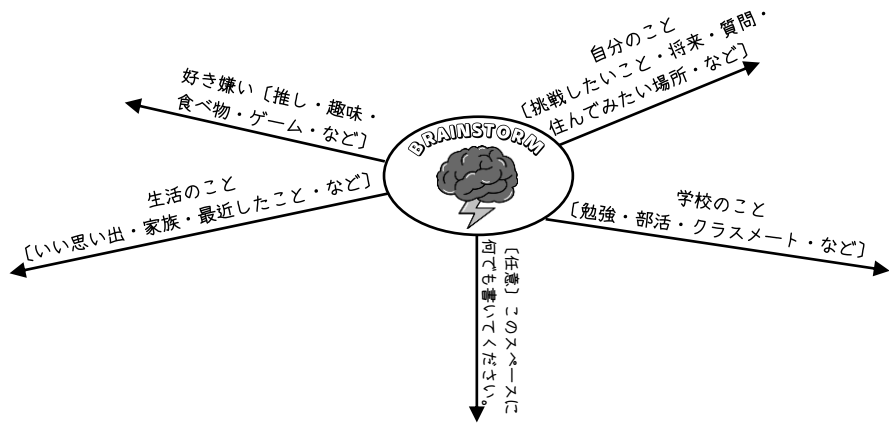 BRAINSTORM
好き嫌い［推し・趣味・
食べ物・ゲーム・など］
自分のこと
［挑戦したいこと・将来・質問・
住んでみたい場所・など］
生活のこと
［いい思い出・家族・最近したこと・など］
学校のこと
［勉強・部活・クラスメート・など］
［任意］このスペースに
何でも書いてください。